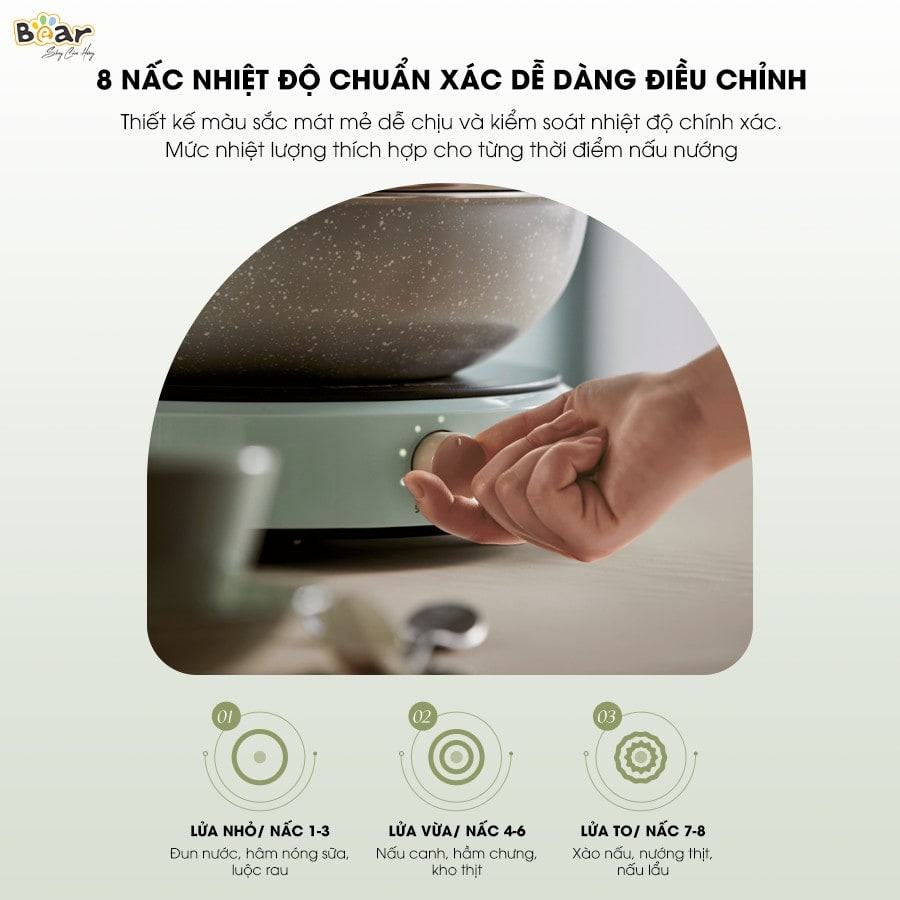 Bear
Sống Cân Hứng
8 NẤC NHIỆT ĐỘ CHUẨN XÁC DỄ DÀNG ĐIỀU CHỈNH
Thiết kế màu sắc mát mẻ dễ chịu và kiểm soát nhiệt độ chính xác.
Mức nhiệt lượng thích hợp cho từng thời điểm nấu nướng
01
02
03
LỬA NHỎ/ NẤC 1-3
LỬA VỪA/ NẤC 4-6
LỬA TO/ NẤC 7-8
Đun nước, hâm nóng sữa,
luộc rau
Nấu canh, hầm chưng,
kho thịt
Xào nấu, nướng thịt,
nấu lẩu